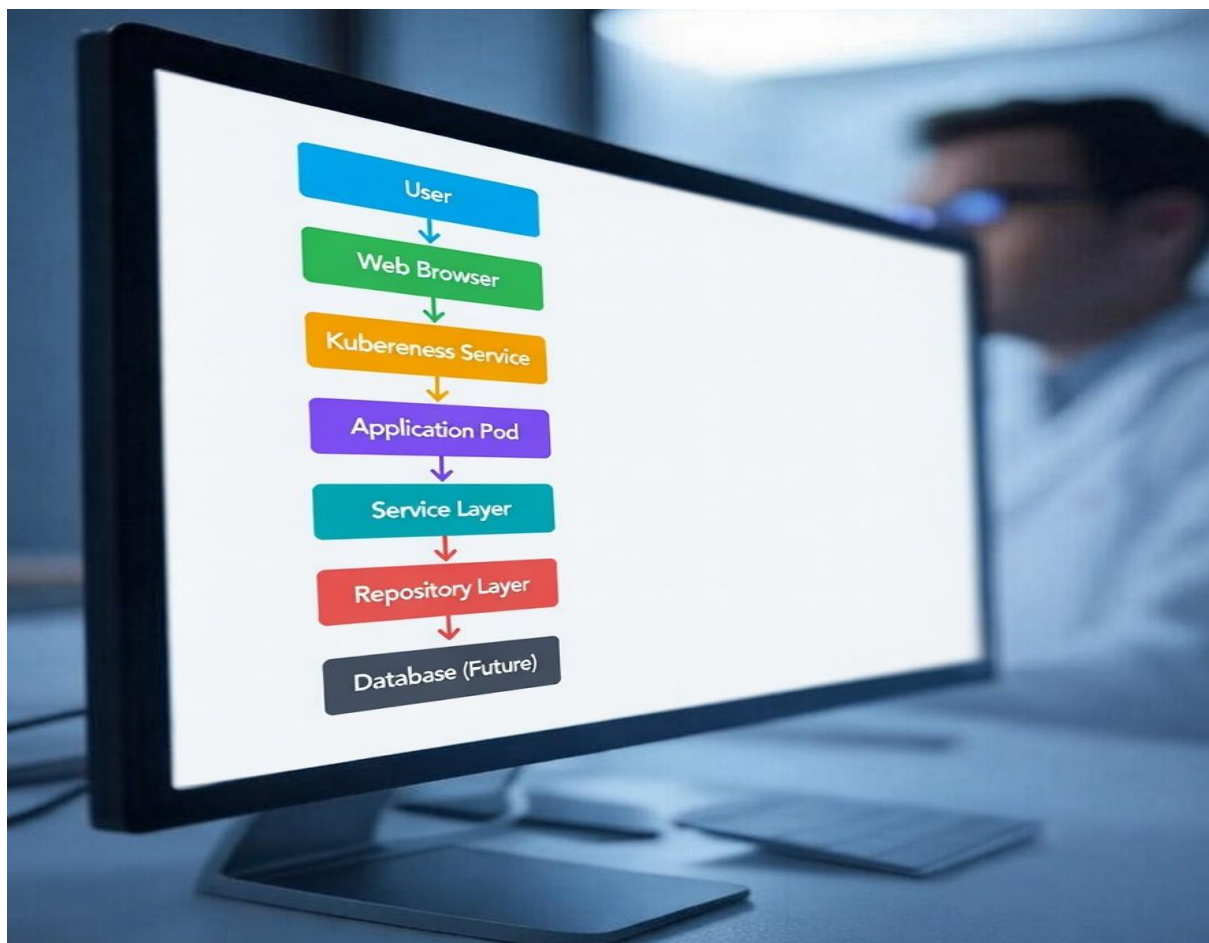 User
Web Browser
Kubereness Service
Application Pod
Service Layer
Repository Layer
Database (Future)